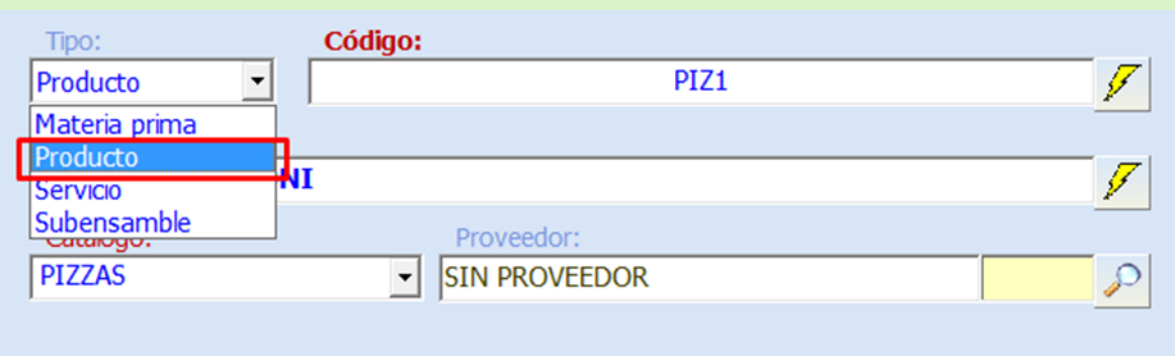 Tipo: Código:
Producto PIZ1
Materia prima
Producto
Servicio NI
Subensamble
Catálogo: Proveedor:
PIZZAS SIN PROVEEDOR